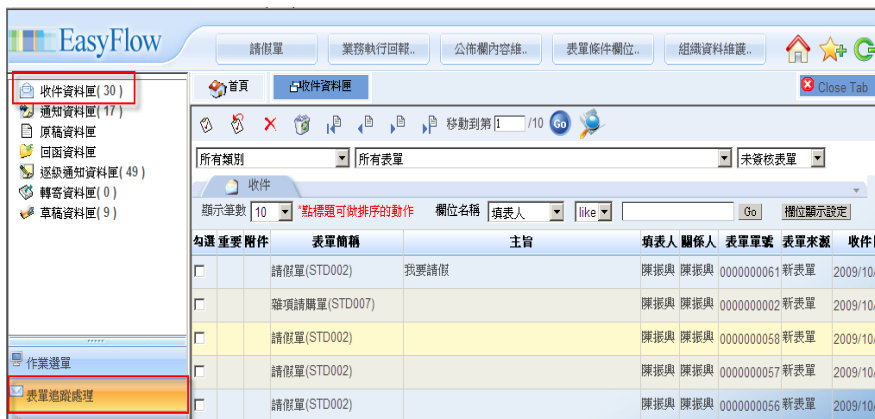 EasyFlow
請假單 業務執行回報.. 公佈欄內容維.. 表單條件欄位.. 組織資料維護..
收件資料匣( 30 )
通知資料匣( 17 )
原稿資料匣
回函資料匣
逐級通知資料匣( 49 )
轉寄資料匣( 0 )
草稿資料匣( 9 )
作業選單
表單追蹤處理
首頁 收件資料匣 Close Tab
移動到第 1 /10 Go
所有類別 所有表單 未簽核表單
收件
顯示筆數 10 *點標題可做排序的動作 欄位名稱 填表人 like Go 欄位顯示設定
勾選 重要 附件 表單簡稱 主旨 填表人 關係人 表單單號 表單來源 收件
請假單(STD002) 我要請假 陳振興 陳振興 0000000061 新表單 2009/10/
雜項請購單(STD007) 陳振興 陳振興 0000000002 新表單 2009/10/
請假單(STD002) 陳振興 陳振興 0000000058 新表單 2009/10/
請假單(STD002) 陳振興 陳振興 0000000057 新表單 2009/10/
請假單(STD002) 陳振興 陳振興 0000000056 新表單 2009/10/